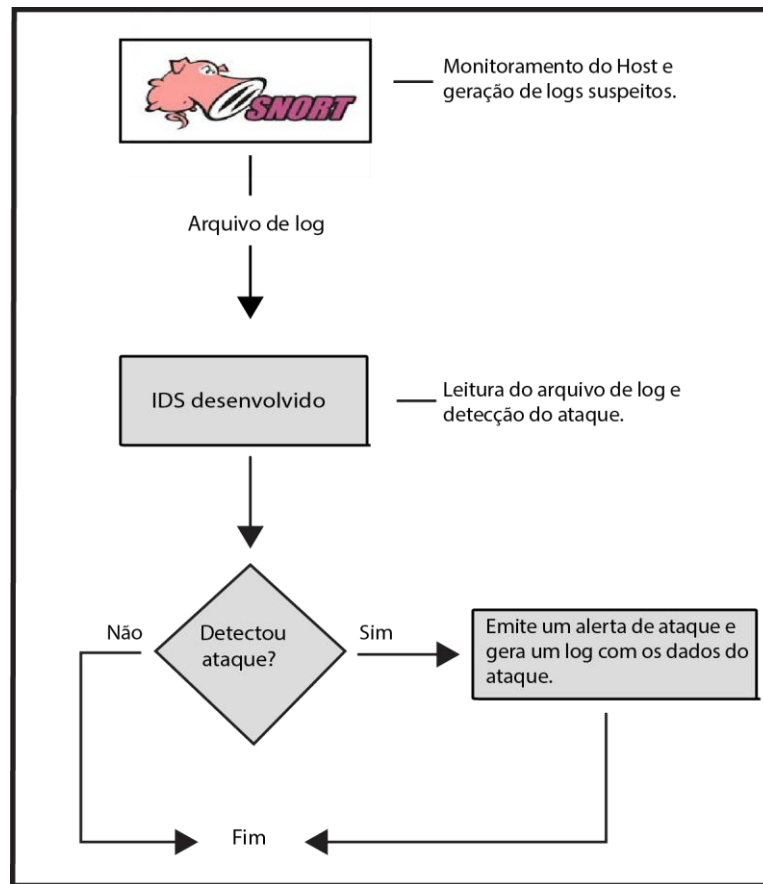 SNORT
Monitoramento do Host e
geração de logs suspeitos.
Arquivo de log
IDS desenvolvido
Leitura do arquivo de log e
detecção do ataque.
Não
Detectou
ataque?
Sim
Emite um alerta de ataque e
gera um log com os dados do
ataque.
Fim